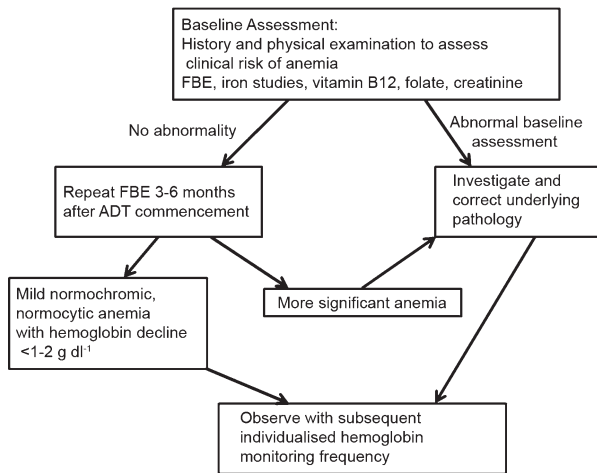 Baseline Assessment:
History and physical examination to assess
clinical risk of anemia
FBE, iron studies, vitamin B12, folate, creatinine
No abnormality
Abnormal baseline
assessment
Repeat FBE 3-6 months
after ADT commencement
Investigate and
correct underlying
pathology
Mild normochromic,
normocytic anemia
with hemoglobin decline
<1-2 g dl⁻¹
More significant anemia
Observe with subsequent
individualised hemoglobin
monitoring frequency